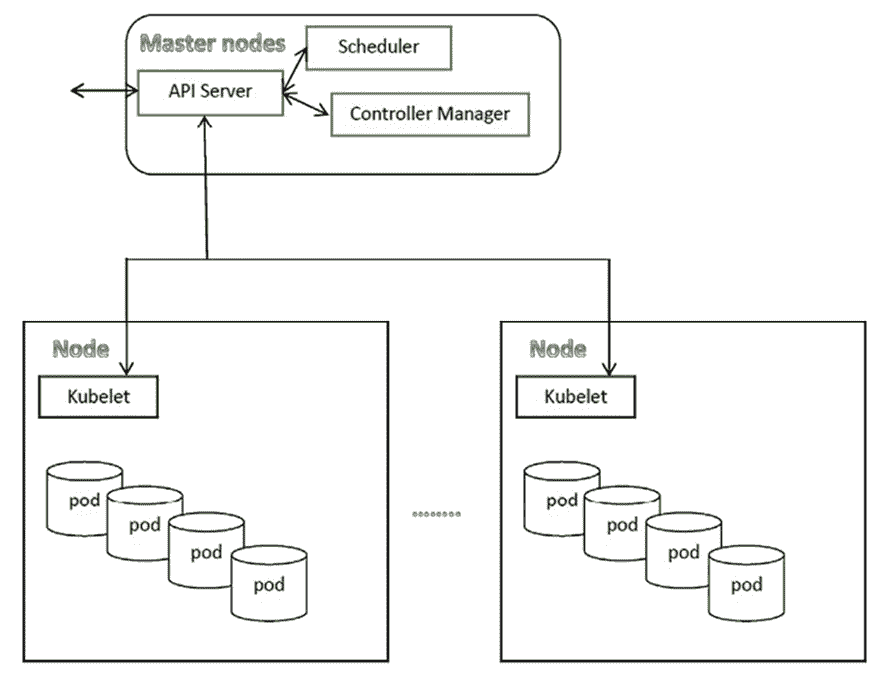 Master nodes
Scheduler
API Server
Controller Manager
Node
Kubelet
pod
pod
pod
pod
........
Node
Kubelet
pod
pod
pod
pod